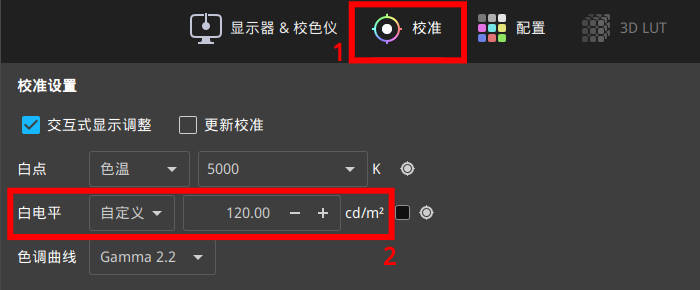 显示器 & 校色仪 1 校准 配置 3D LUT
校准设置
交互式显示调整 更新校准
白点 色温 5000 K
白电平 自定义 120.00 cd/m²
色调曲线 Gamma 2.2 2